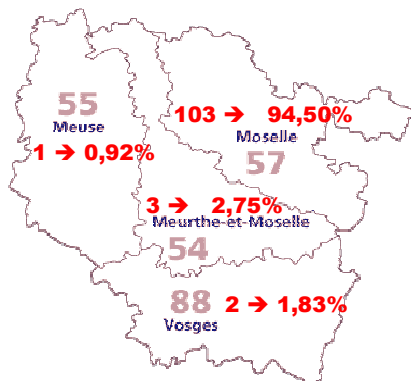 55
Meuse
1 ➔ 0,92%
103 ➔ 94,50%
Moselle
57
3 ➔ 2,75%
Meurthe-et-Moselle
54
88 2 ➔ 1,83%
Vosges